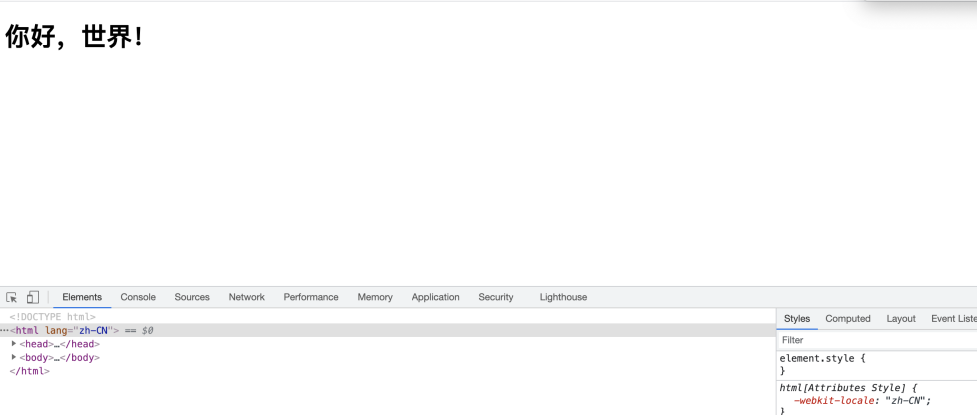 你好，世界！
Elements Console Sources Network Performance Memory Application Security Lighthouse
<!DOCTYPE html>
⋯<html lang="zh-CN"> == $0
▶<head>…</head>
▶<body>…</body>
</html>
Styles Computed Layout Event Liste
Filter
element.style {
}
html[Attributes Style] {
-webkit-locale: "zh-CN";
}